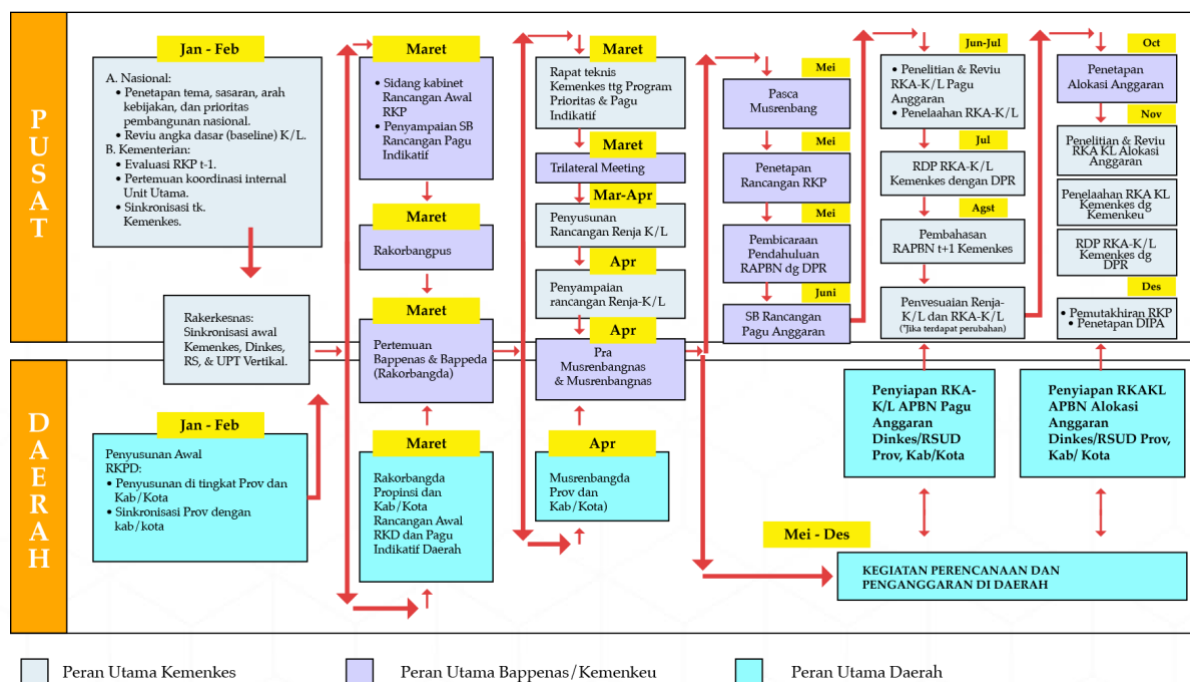 PUSAT
Jan - Feb
A. Nasional:
• Penetapan tema, sasaran, arah
kebijakan, dan prioritas
pembangunan nasional.
• Reviu angka dasar (baseline) K/L.
B. Kementerian:
• Evaluasi RKP t-1.
• Pertemuan koordinasi internal
Unit Utama.
• Sinkronisasi tk.
Kemenkes.
Rakerkesnas:
Sinkronisasi awal
Kemenkes, Dinkes,
RS, & UPT Vertikal.
Maret
• Sidang kabinet
Rancangan Awal
RKP
• Penyampaian SB
Rancangan Pagu
Indikatif
Maret
Rakorbangpus
Maret
Pertemuan
Bappenas & Bappeda
(Rakorbangda)
Maret
Rapat teknis
Kemenkes ttg Program
Prioritas & Pagu
Indikatif
Maret
Trilateral Meeting
Mar-Apr
Penyusunan
Rancangan Renja K/L
Apr
Penyampaian
rancangan Renja-K/L
Apr
Pra
Musrenbangnas
& Musrenbangnas
Mei
Pasca
Musrenbang
Mei
Penetapan
Rancangan RKP
Mei
Pembicaraan
Pendahuluan
RAPBN dg DPR
Juni
SB Rancangan
Pagu Anggaran
Jun-Jul
• Penelitian & Reviu
RKA-K/L Pagu
Anggaran
• Penelaahan RKA-K/L
Jul
RDP RKA-K/L
Kemenkes dengan DPR
Agst
Pembahasan
RAPBN t+1 Kemenkes
Penvesuaian Renja-
K/L dan RKA-K/L
(*Jika terdapat perubahan)
Oct
Penetapan
Alokasi Anggaran
Nov
Penelitian & Reviu
RKA KL Alokasi
Anggaran
Penelaahan RKA KL
Kemenkes dg
Kemenkeu
RDP RKA-K/L
Kemenkes dg
DPR
Des
• Pemutakhiran RKP
• Penetapan DIPA
DAERAH
Jan - Feb
Penyusunan Awal
RKPD:
• Penyusunan di tingkat Prov dan
Kab/Kota
• Sinkronisasi Prov dengan
kab/kota
Maret
Rakorbangda
Propinsi dan
Kab/Kota
Rancangan Awal
RKD dan Pagu
Indikatif Daerah
Apr
Musrenbangda
Prov dan
Kab/Kota)
Penyiapan RKA-
K/L APBN Pagu
Anggaran
Dinkes/RSUD
Prov, Kab/Kota
Penyiapan RKAKL
APBN Alokasi
Anggaran
Dinkes/RSUD Prov,
Kab/ Kota
Mei - Des
KEGIATAN PERENCANAAN DAN
PENGANGGARAN DI DAERAH
Peran Utama Kemenkes
Peran Utama Bappenas/Kemenkeu
Peran Utama Daerah